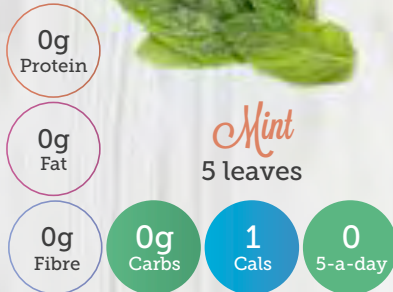 0g
Protein
0g
Fat
Mint
5 leaves
0g
Fibre
0g
Carbs
1
Cals
0
5-a-day